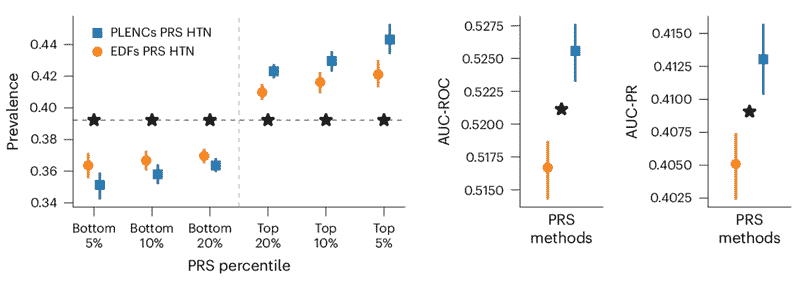 PLENCs PRS HTN
EDFs PRS HTN
Prevalence
0.44
0.42
0.40
0.38
0.36
0.34
Bottom 5%
Bottom 10%
Bottom 20%
Top 20%
Top 10%
Top 5%
PRS percentile
AUC-ROC
0.5275
0.5250
0.5225
0.5200
0.5175
0.5150
PRS
methods
AUC-PR
0.4150
0.4125
0.4100
0.4075
0.4050
0.4025
PRS
methods